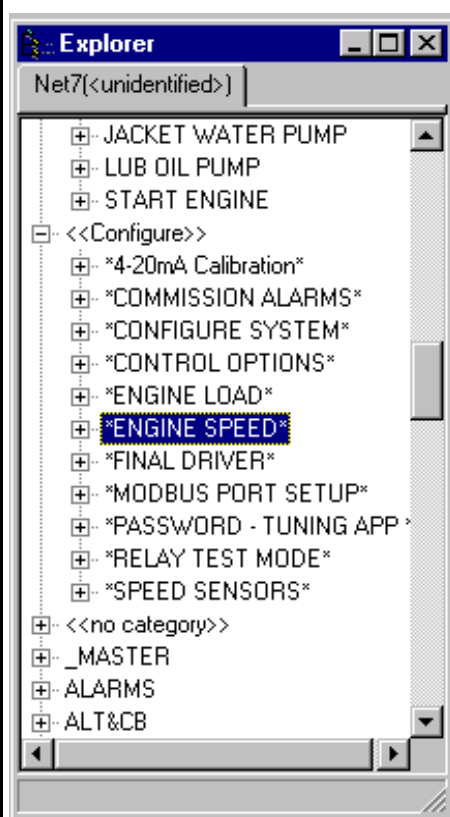 Explorer
Net7(<unidentified>)
JACKET WATER PUMP
LUB OIL PUMP
START ENGINE
<<Configure>>
*4-20mA Calibration*
*COMMISSION ALARMS*
*CONFIGURE SYSTEM*
*CONTROL OPTIONS*
*ENGINE LOAD*
*ENGINE SPEED*
*FINAL DRIVER*
*MODBUS PORT SETUP*
*PASSWORD - TUNING APP *
*RELAY TEST MODE*
*SPEED SENSORS*
<<no category>>
_MASTER
ALARMS
ALT&CB